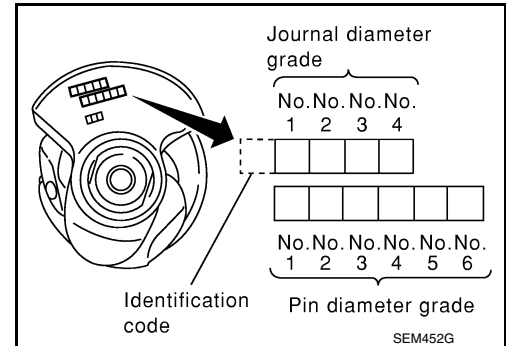 Journal diameter
grade
No. No. No. No.
1 2 3 4
No. No. No. No. No. No.
1 2 3 4 5 6
Identification
code
Pin diameter grade
SEM452G